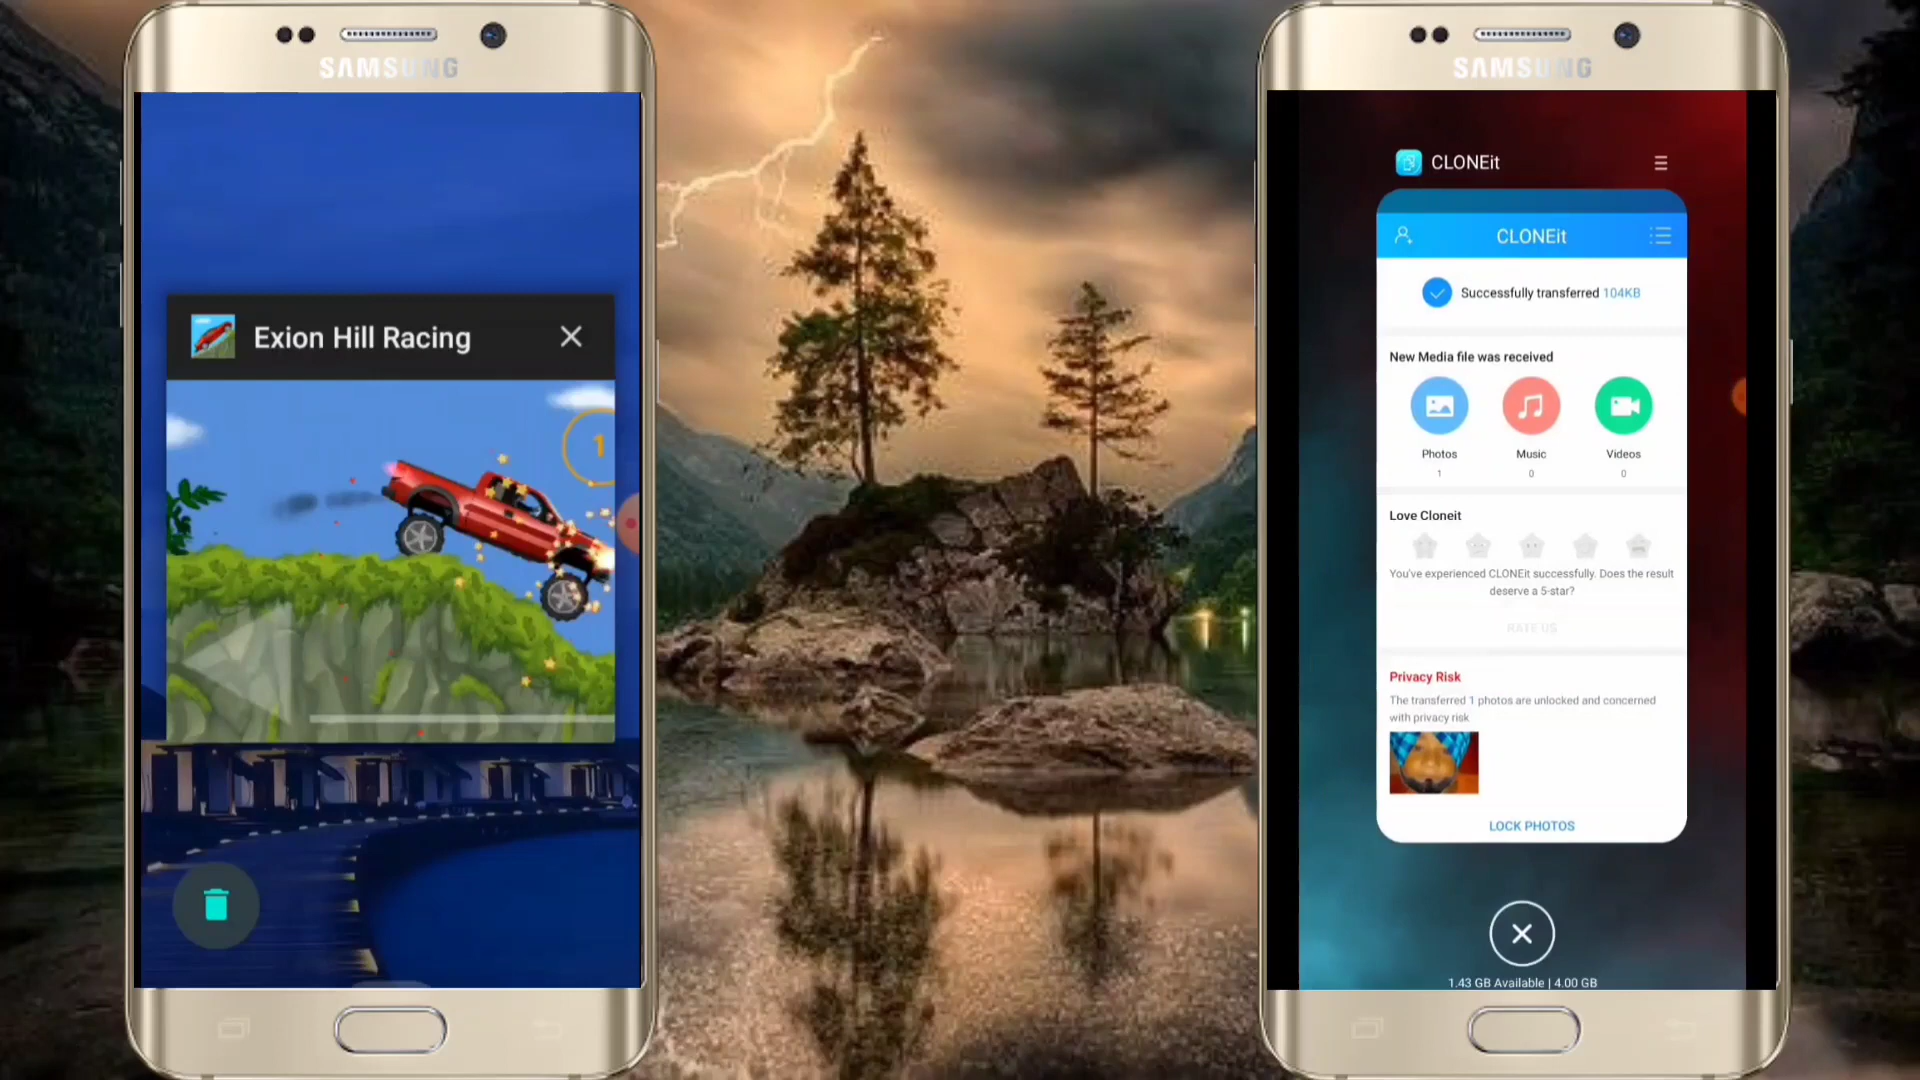 SAMSUNG
Exion Hill Racing
1
SAMSUNG
CLONEit
CLONEit
Successfully transferred 104KB
New Media file was received
Photos
Music
Videos
1
0
0
Love Cloneit
You've experienced CLONEit successfully. Does the result
deserve a 5-star?
RATE US
Privacy Risk
The transferred 1 photos are unlocked and concerned
with privacy risk
LOCK PHOTOS
1.43 GB Available | 4.00 GB